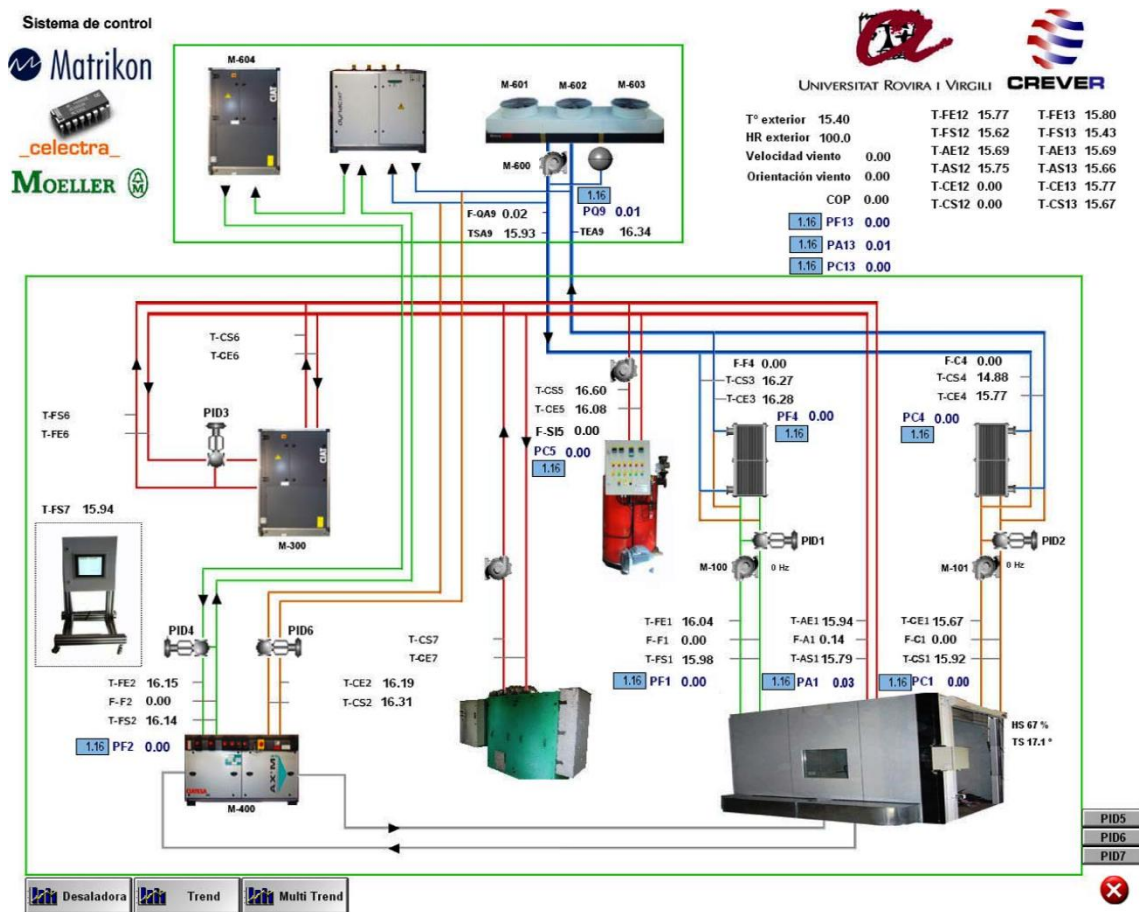 Sistema de control
Matrikon
_celectra_
MOELLER
M-604
M-601 M-602 M-603
M-600
1.16
F-QA9 0.02 PQ9 0.01
TSA9 15.93 TEA9 16.34
UNIVERSITAT ROVIRA I VIRGILI CREVER
Tº exterior 15.40
HR exterior 100.0
Velocidad viento 0.00
Orientación viento 0.00
COP 0.00
1.16 PF13 0.00
1.16 PA13 0.01
1.16 PC13 0.00
T-FE12 15.77 T-FE13 15.80
T-FS12 15.62 T-FS13 15.43
T-AE12 15.69 T-AE13 15.69
T-AS12 15.75 T-AS13 15.66
T-CE12 0.00 T-CE13 15.77
T-CS12 0.00 T-CS13 15.67
T-CS6
T-CE6
T-FS6
T-FE6
PID3
CIAT
CIAT
M-300
T-FS7 15.94
T-CS5 16.60
T-CE5 16.08
F-SI5 0.00
PC5 0.00
1.16
F-F4 0.00
T-CS3 16.27
T-CE3 16.28
PF4 0.00
1.16
F-C4 0.00
T-CS4 14.88
T-CE4 15.77
PC4 0.00
1.16
PID1
M-100 0 Hz
PID2
M-101 0 Hz
PID4
PID6
T-FE2 16.15
F-F2 0.00
T-FS2 16.14
1.16 PF2 0.00
T-CE2 16.19
T-CS2 16.31
T-CS7
T-CE7
T-FE1 16.04
F-F1 0.00
T-FS1 15.98
1.16 PF1 0.00
T-AE1 15.94
F-A1 0.14
T-AS1 15.79
1.16 PA1 0.03
T-CE1 15.67
F-C1 0.00
T-CS1 15.92
1.16 PC1 0.00
HS 67 %
TS 17.1 º
AX'M
M-400
PID5
PID6
PID7
Desaladora
Trend
Multi Trend